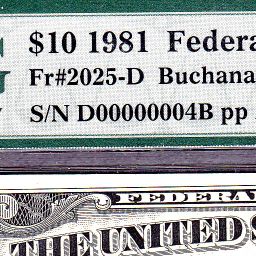 $10 1981 Federa
Fr#2025-D Buchana
S/N D00000004B pp
FEDERA
THE UNITED S